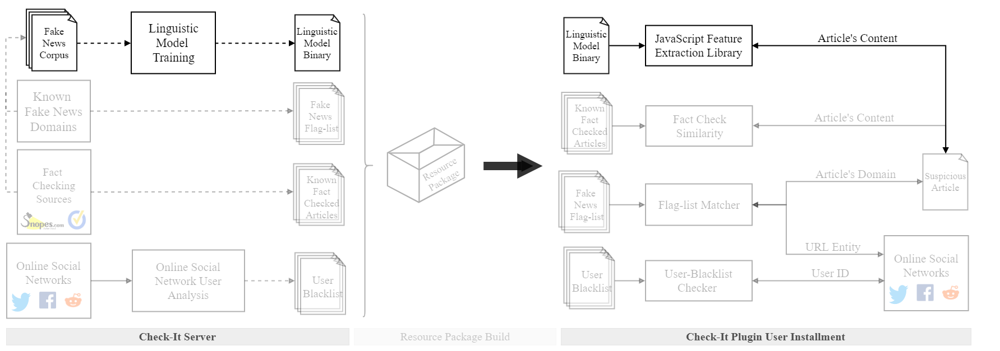 Fake
News
Corpus
Linguistic
Model
Training
Linguistic
Model
Binary
Known
Fake News
Domains
Fake
News
Flag-list
Fact
Checking
Sources
Snopes.com
Known
Fact
Checked
Articles
Online Social
Networks
Online Social
Network User
Analysis
User
Blacklist
Resource
Package
Linguistic
Model
Binary
JavaScript Feature
Extraction Library
Article's Content
Known
Fact
Checked
Articles
Fact Check
Similarity
Article's Content
Suspicious
Article
Fake
News
Flag-list
Flag-list Matcher
Article's Domain
URL Entity
User
Blacklist
User-Blacklist
Checker
User ID
Online Social
Networks
Check-It Server
Resource Package Build
Check-It Plugin User Installment